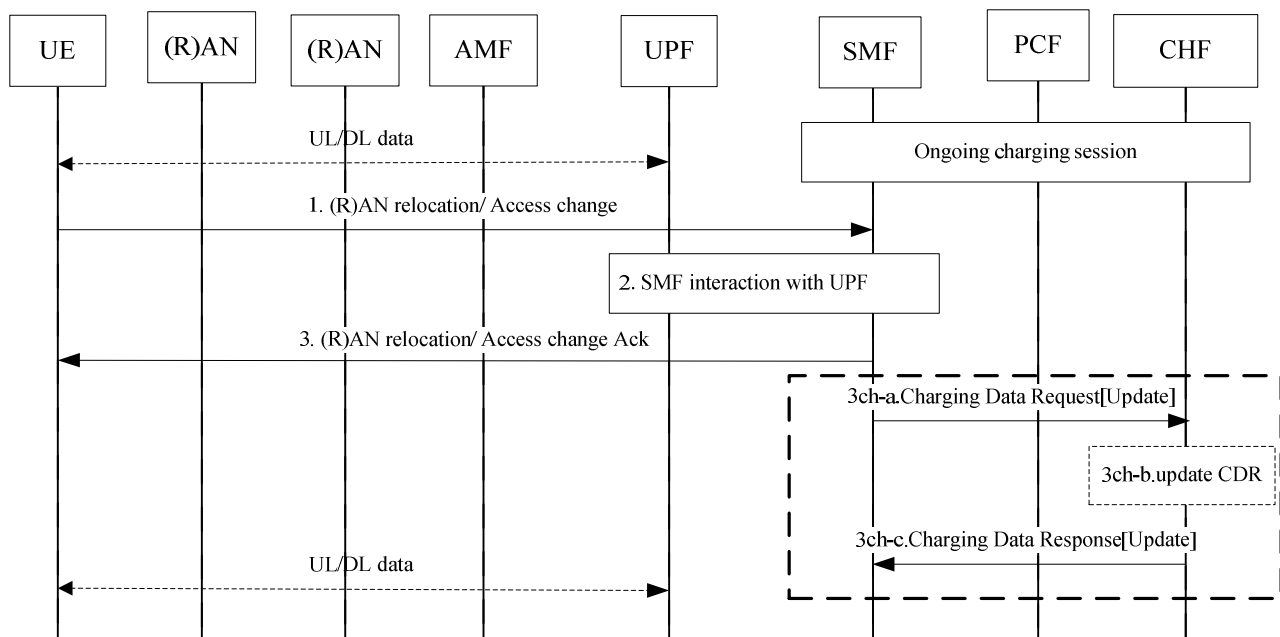 UE
(R)AN
(R)AN
AMF
UPF
SMF
PCF
CHF
UL/DL data
Ongoing charging session
1. (R)AN relocation/ Access change
2. SMF interaction with UPF
3. (R)AN relocation/ Access change Ack
3ch-a.Charging Data Request[Update]
3ch-b.update CDR
3ch-c.Charging Data Response[Update]
UL/DL data